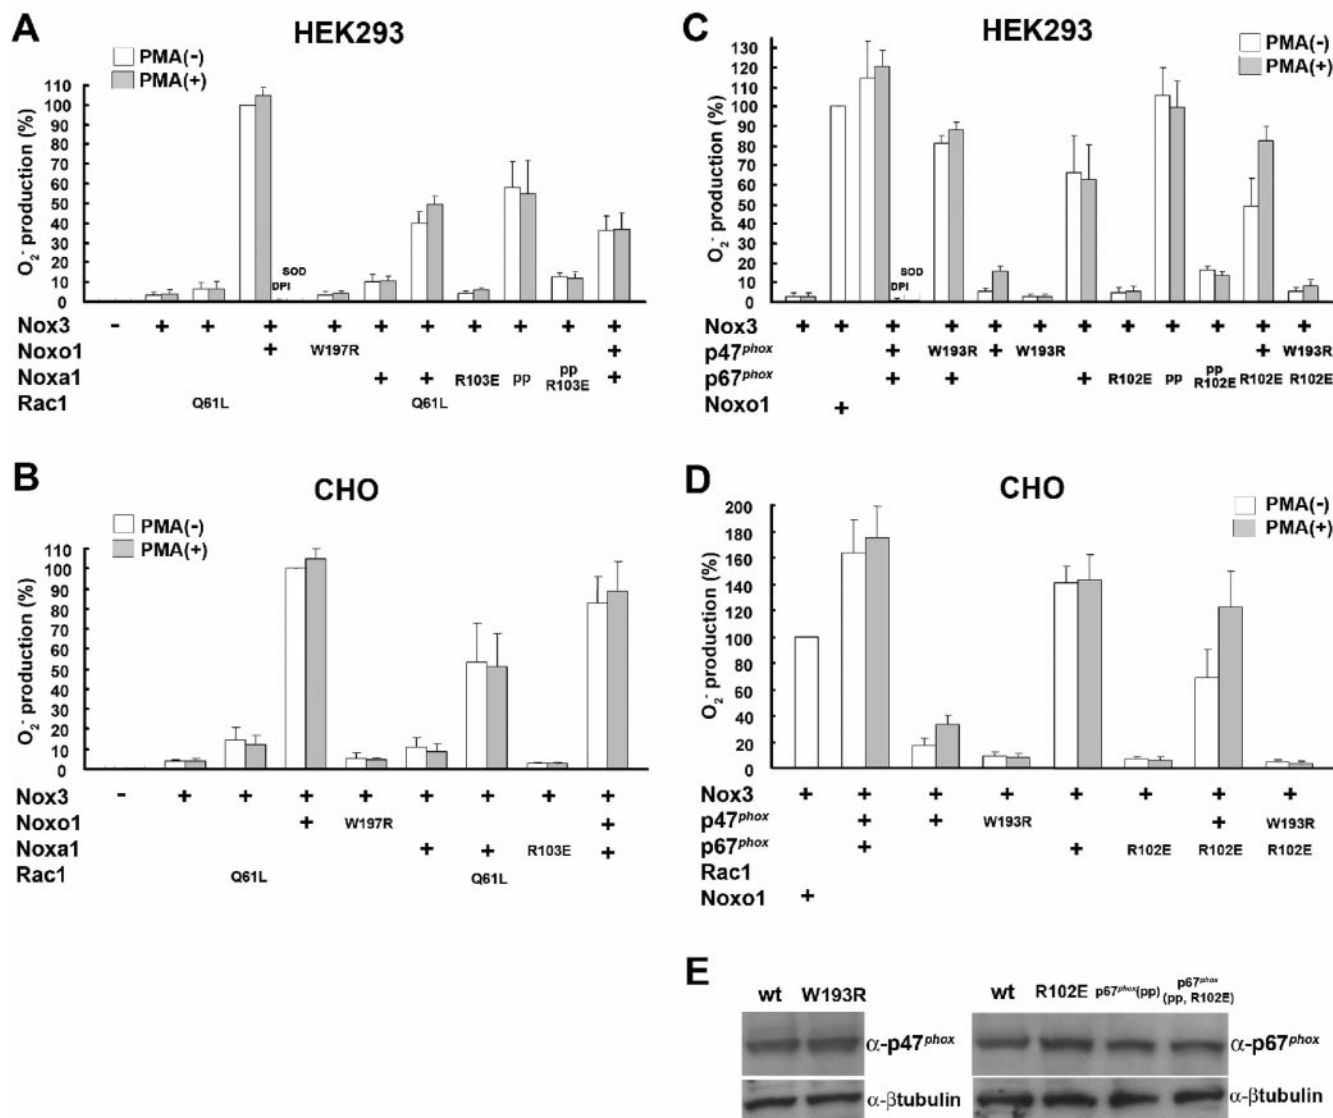 A
HEK293
PMA(-)
PMA(+)
O2- production (%)
110
100
90
80
70
60
50
40
30
20
10
0
SOD
DPI
Nox3 - + + + + + + + + + +
Noxo1 + W197R +
Noxa1 + + R103E pp pp R103E +
Rac1 Q61L Q61L
B
CHO
PMA(-)
PMA(+)
O2- production (%)
110
100
90
80
70
60
50
40
30
20
10
0
Nox3 - + + + + + + + +
Noxo1 + W197R +
Noxa1 + + R103E +
Rac1 Q61L Q61L
C
HEK293
PMA(-)
PMA(+)
O2- production (%)
130
120
100
80
60
40
20
10
0
SOD
DPI
Nox3 + + + + + + + + + + + +
p47phox + W193R + W193R + W193R
p67phox + + + R102E pp pp R102E R102E R102E
Noxo1 +
D
CHO
PMA(-)
PMA(+)
O2- production (%)
200
180
160
140
120
100
80
60
40
20
0
Nox3 + + + + + + + +
p47phox + + W193R + W193R
p67phox + + R102E R102E R102E
Rac1
Noxo1 +
E
wt W193R
α-p47phox
α-βtubulin
wt R102E p67phox(pp) p67phox (pp, R102E)
α-p67phox
α-βtubulin